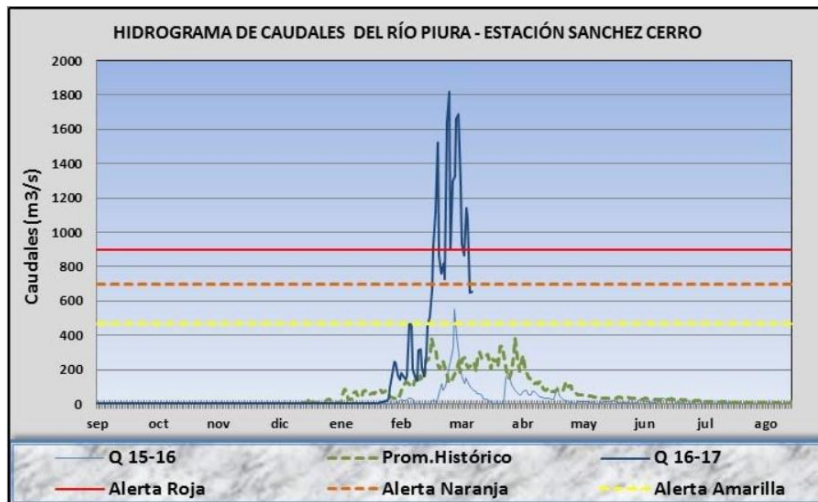 HIDROGRAMA DE CAUDALES DEL RÍO PIURA - ESTACIÓN SANCHEZ CERRO
2000
1800
1600
1400
1200
1000
800
600
400
200
0
Caudales (m3/s)
sep oct nov dic ene feb mar abr may jun jul ago
Q 15-16 Prom.Histórico Q 16-17
Alerta Roja Alerta Naranja Alerta Amarilla